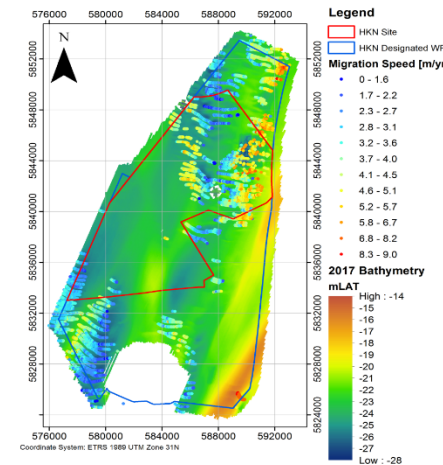 576000 580000 584000 588000 592000
N
5852000
5848000
5844000
5840000
5836000
5832000
5828000
5824000
5852000
5848000
5844000
5840000
5836000
5832000
5828000
5824000
576000 580000 584000 588000 592000
Coordinate System: ETRS 1989 UTM Zone 31N
Legend
HKN Site
HKN Designated WF
Migration Speed [m/yr
0 - 1.6
1.7 - 2.2
2.3 - 2.7
2.8 - 3.1
3.2 - 3.6
3.7 - 4.0
4.1 - 4.5
4.6 - 5.1
5.2 - 5.7
5.8 - 6.7
6.8 - 8.2
8.3 - 9.0
2017 Bathymetry
mLAT
High : -14
-15
-16
-17
-18
-19
-20
-21
-22
-23
-24
-25
-26
-27
Low : -28